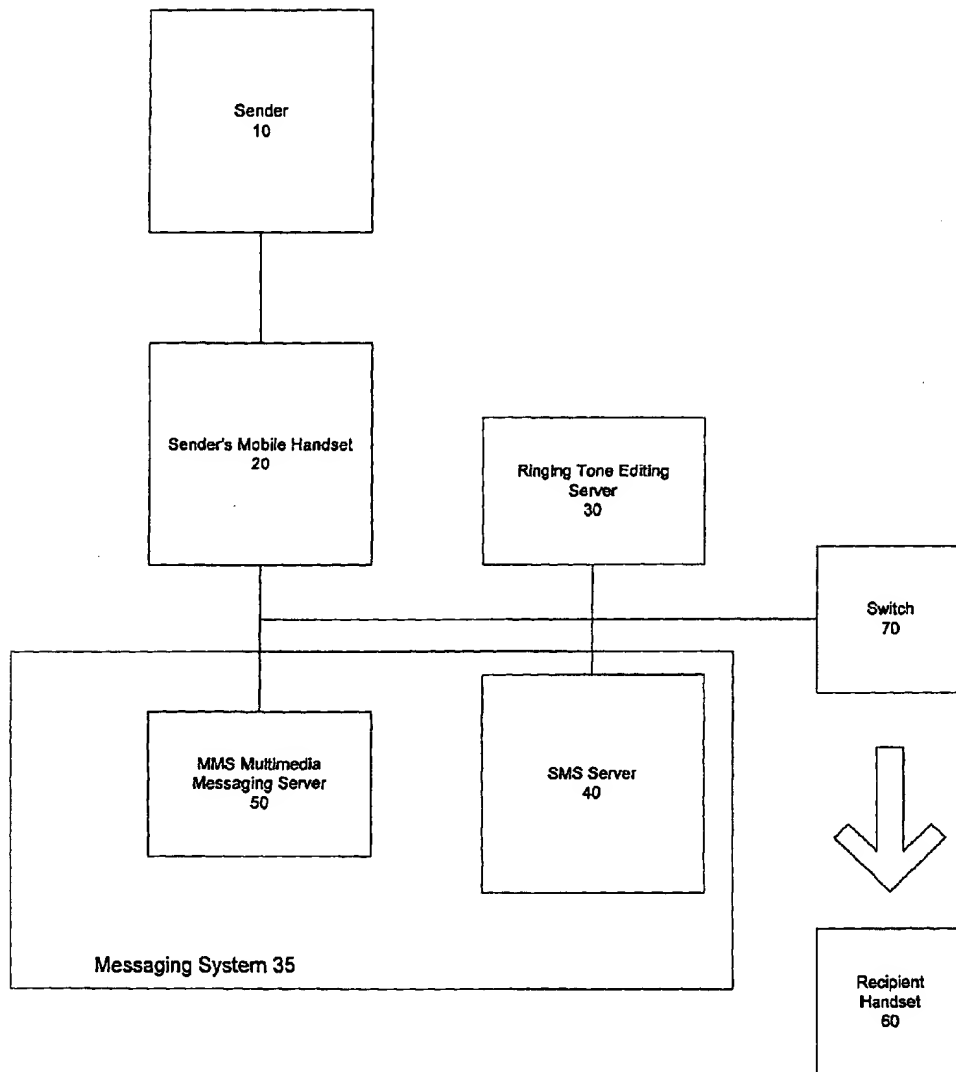 Sender
10
Sender's Mobile Handset
20
Ringing Tone Editing
Server
30
Switch
70
MMS Multimedia
Messaging Server
50
SMS Server
40
Messaging System 35
Recipient
Handset
60